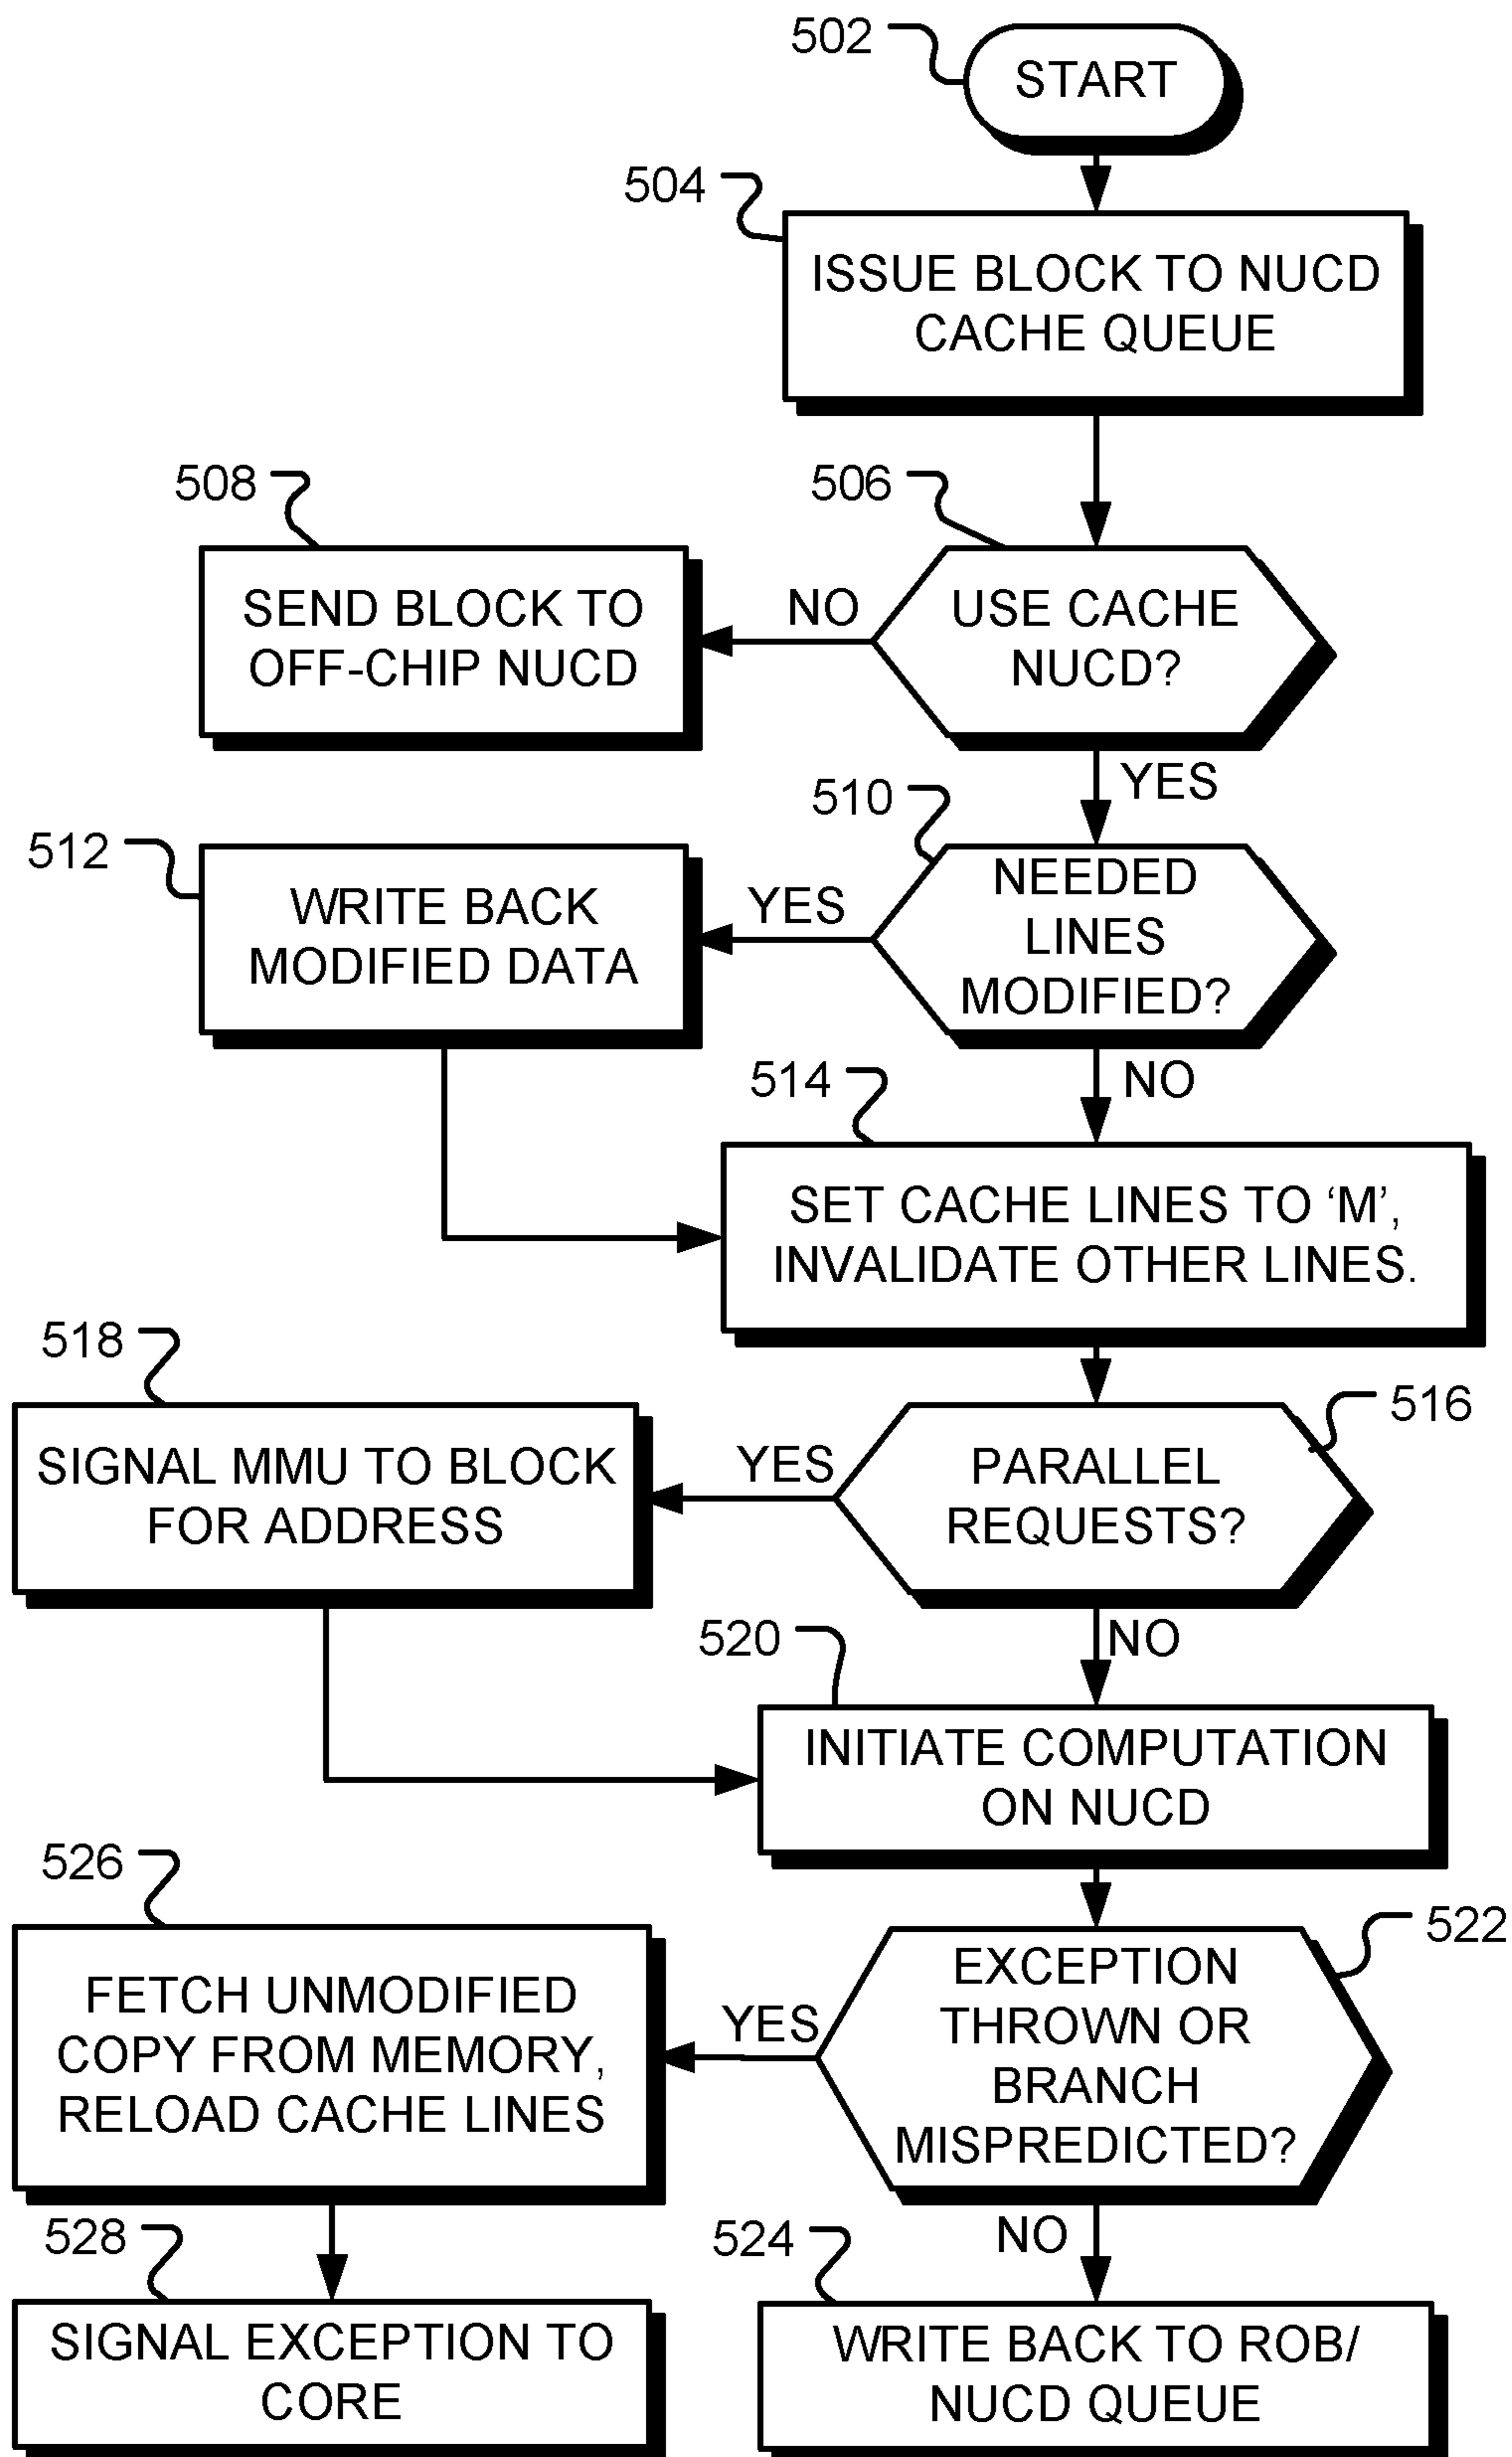 502
START
504
ISSUE BLOCK TO NUCD
CACHE QUEUE
508
506
SEND BLOCK TO
OFF-CHIP NUCD
NO
USE CACHE
NUCD?
YES
510
512
WRITE BACK
MODIFIED DATA
YES
NEEDED
LINES
MODIFIED?
NO
514
SET CACHE LINES TO ‘M’,
INVALIDATE OTHER LINES.
518
516
SIGNAL MMU TO BLOCK
FOR ADDRESS
YES
PARALLEL
REQUESTS?
NO
520
INITIATE COMPUTATION
ON NUCD
526
522
FETCH UNMODIFIED
COPY FROM MEMORY,
RELOAD CACHE LINES
YES
EXCEPTION
THROWN OR
BRANCH
MISPREDICTED?
NO
528
524
SIGNAL EXCEPTION TO
CORE
WRITE BACK TO ROB/
NUCD QUEUE